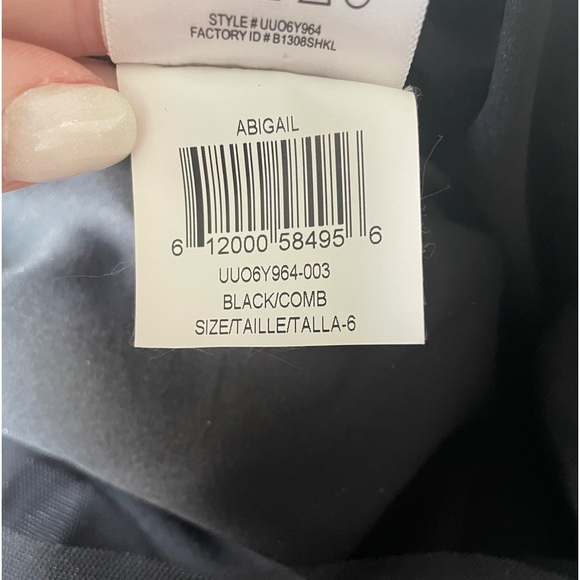 STYLE # UUO6Y964
FACTORY ID # B1308SHKL
ABIGAIL
6 12000 58495 6
UUO6Y964-003
BLACK/COMB
SIZE/TAILLE/TALLA-6